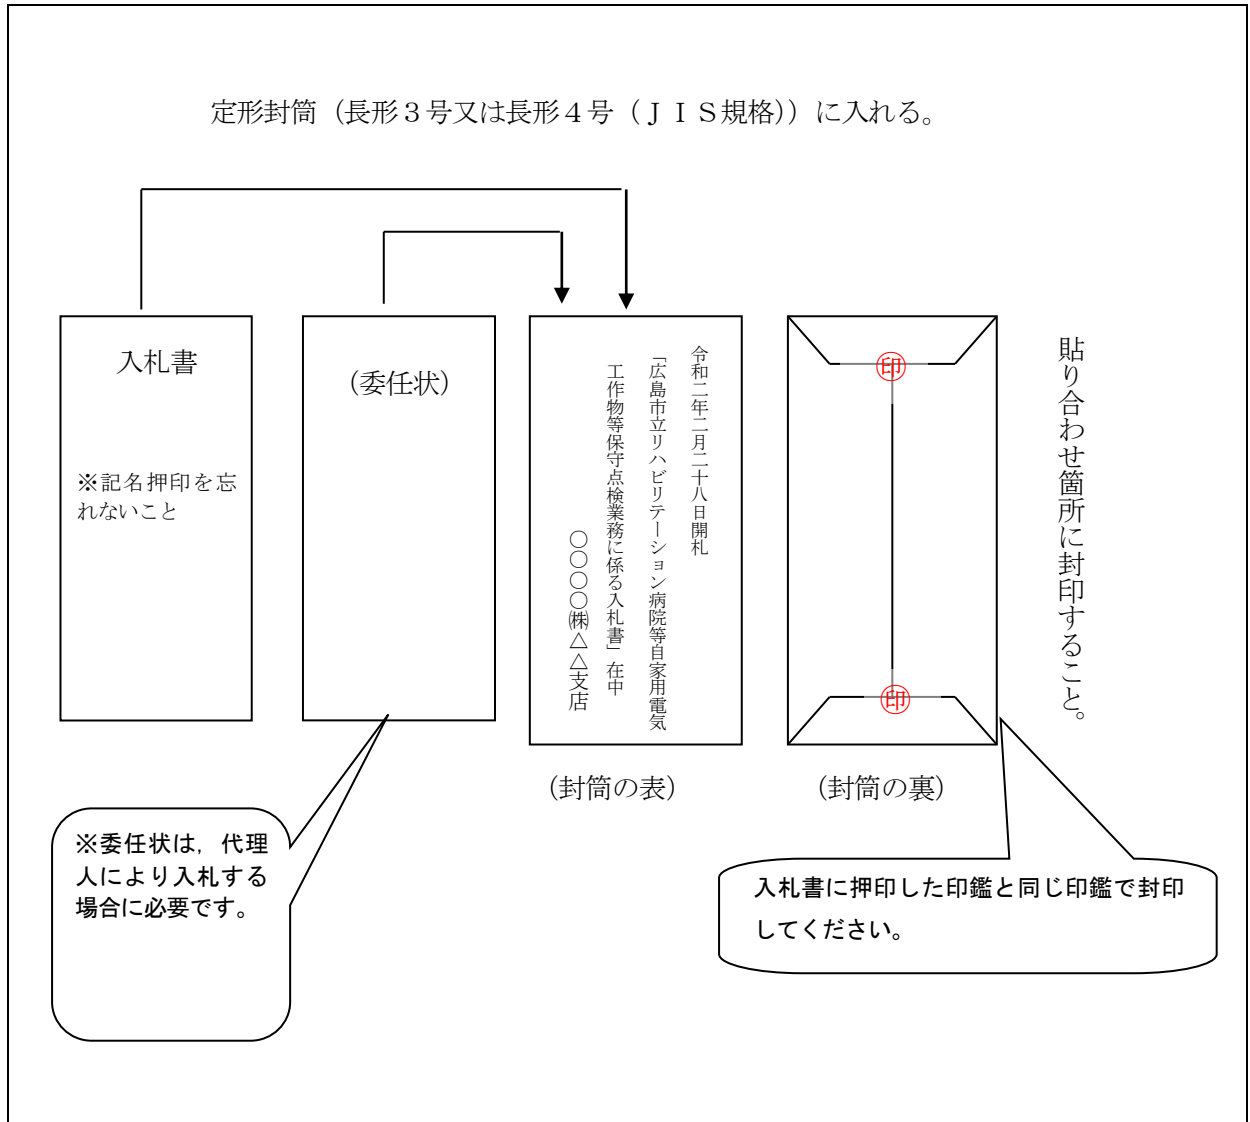 定形封筒（長形３号又は長形４号（ＪＩＳ規格））に入れる。
入札書
※記名押印を忘
れないこと
（委任状）
令和二年二月二十八日開札
「広島市立リハビリテーション病院等自家用電気
工作物等保守点検業務に係る入札書」在中
〇〇〇〇㈱△△支店
印
印
貼り合わせ箇所に封印すること。
（封筒の表）
（封筒の裏）
※委任状は，代理
人により入札する
場合に必要です。
入札書に押印した印鑑と同じ印鑑で封印
してください。